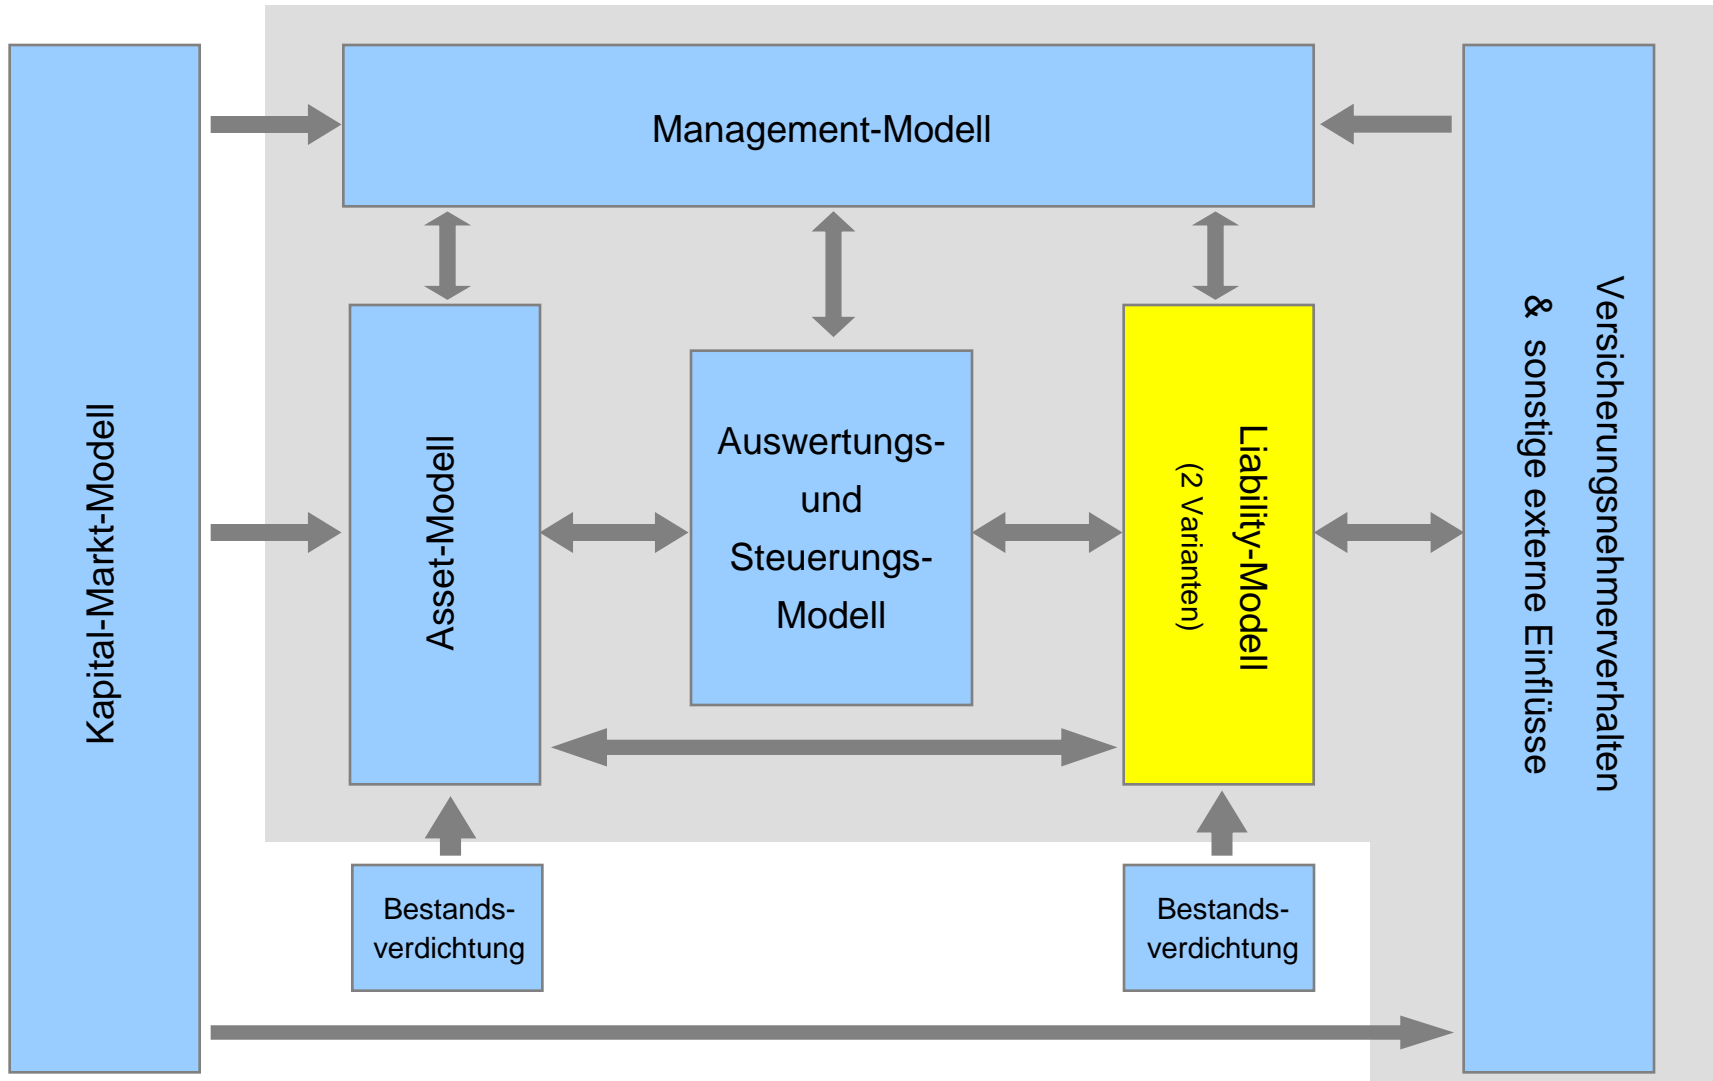 Management-Modell
Kapital-Markt-Modell
Asset-Modell
Auswertungs-
und
Steuerungs-
Modell
Liability-Modell
(2 Varianten)
Versicherungsnehmerverhalten
& sonstige externe Einflüsse
Bestands-
verdichtung
Bestands-
verdichtung